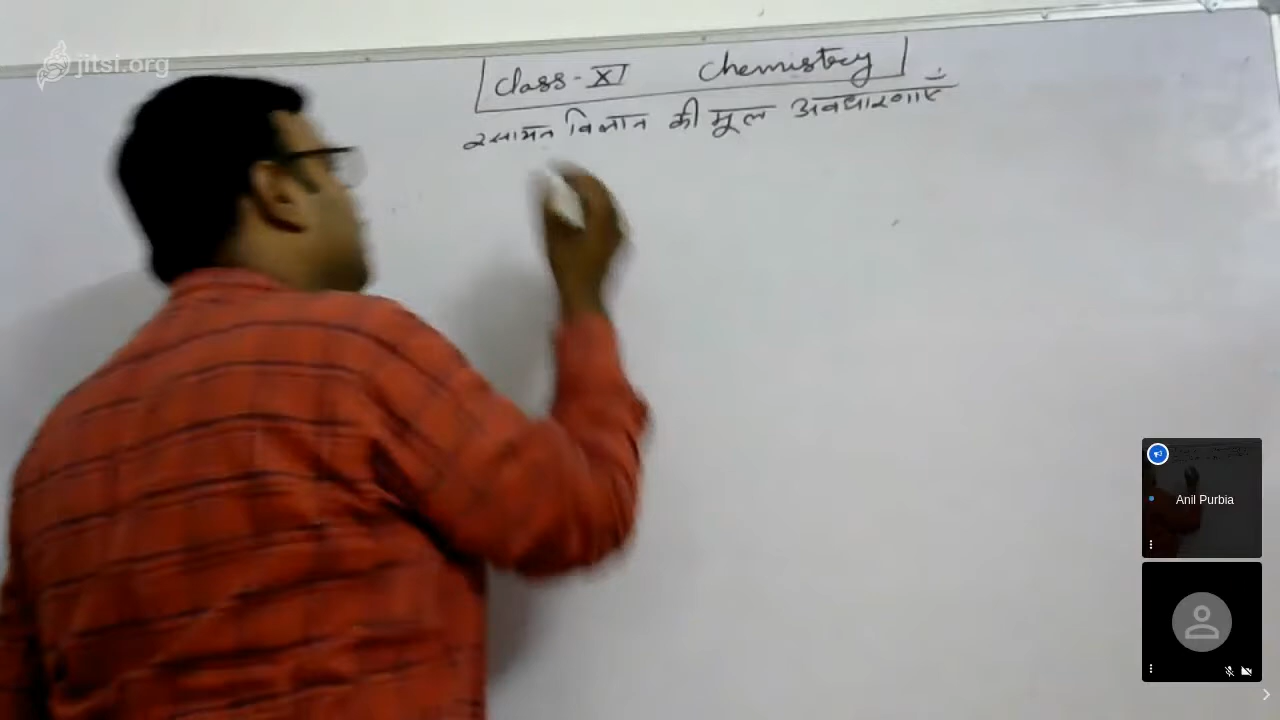 jitsi.org
Class-XI Chemistry
रसायन विज्ञान की मूल अवधारणाएं
Anil Purbia